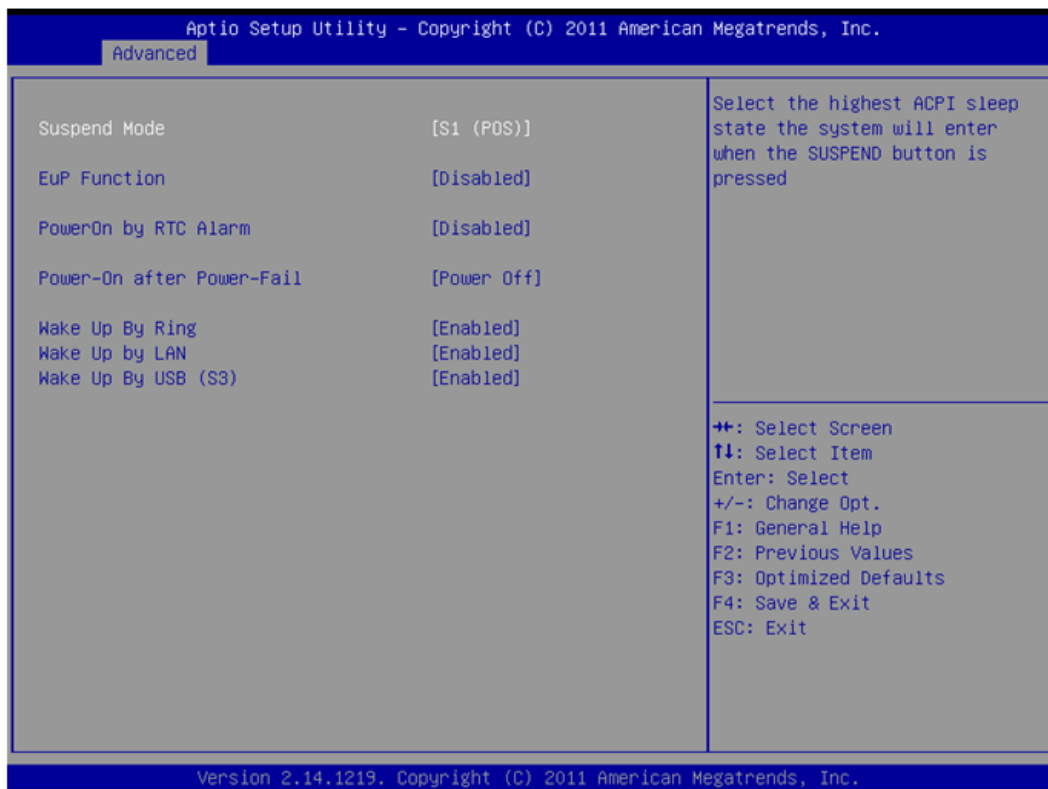 Aptio Setup Utility – Copyright (C) 2011 American Megatrends, Inc.
Advanced
Suspend Mode [S1 (POS)]
EuP Function [Disabled]
PowerOn by RTC Alarm [Disabled]
Power-On after Power-Fail [Power Off]
Wake Up By Ring [Enabled]
Wake Up by LAN [Enabled]
Wake Up By USB (S3) [Enabled]
Select the highest ACPI sleep
state the system will enter
when the SUSPEND button is
pressed
→←: Select Screen
↑↓: Select Item
Enter: Select
+/-: Change Opt.
F1: General Help
F2: Previous Values
F3: Optimized Defaults
F4: Save & Exit
ESC: Exit
Version 2.14.1219. Copyright (C) 2011 American Megatrends, Inc.